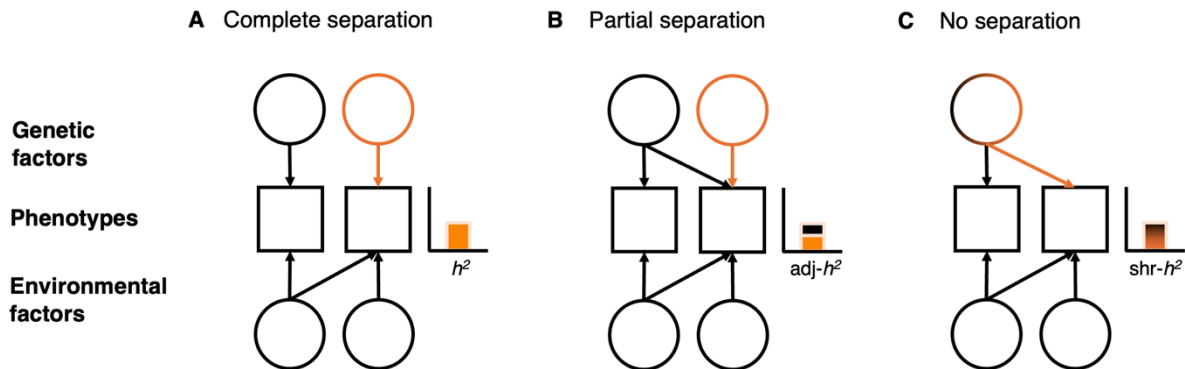 A Complete separation
B Partial separation
C No separation
Genetic
factors
Phenotypes
Environmental
factors
h²
adj-h²
shr-h²